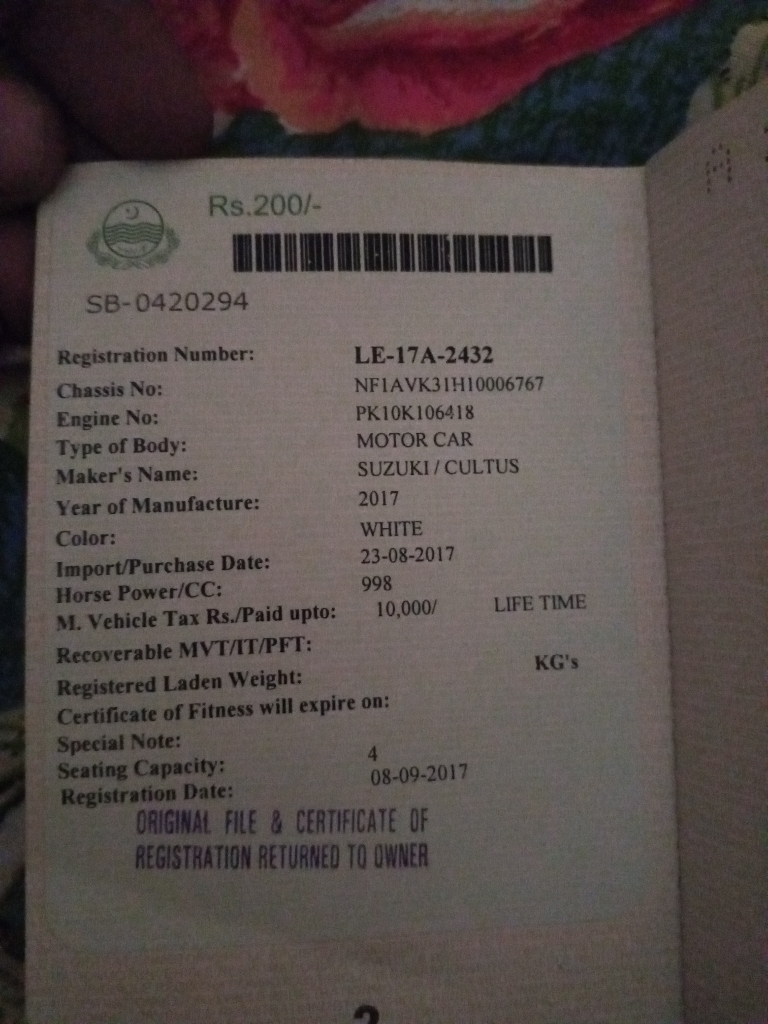 Rs.200/-
SB-0420294
Registration Number: LE-17A-2432
Chassis No: NF1AVK31H10006767
Engine No: PK10K106418
Type of Body: MOTOR CAR
Maker's Name: SUZUKI / CULTUS
Year of Manufacture: 2017
Color: WHITE
Import/Purchase Date: 23-08-2017
Horse Power/CC: 998
M. Vehicle Tax Rs./Paid upto: 10,000/ LIFE TIME
Recoverable MVT/IT/PFT:
Registered Laden Weight: KG's
Certificate of Fitness will expire on:
Special Note:
Seating Capacity: 4
Registration Date: 08-09-2017
ORIGINAL FILE & CERTIFICATE OF
REGISTRATION RETURNED TO OWNER
2